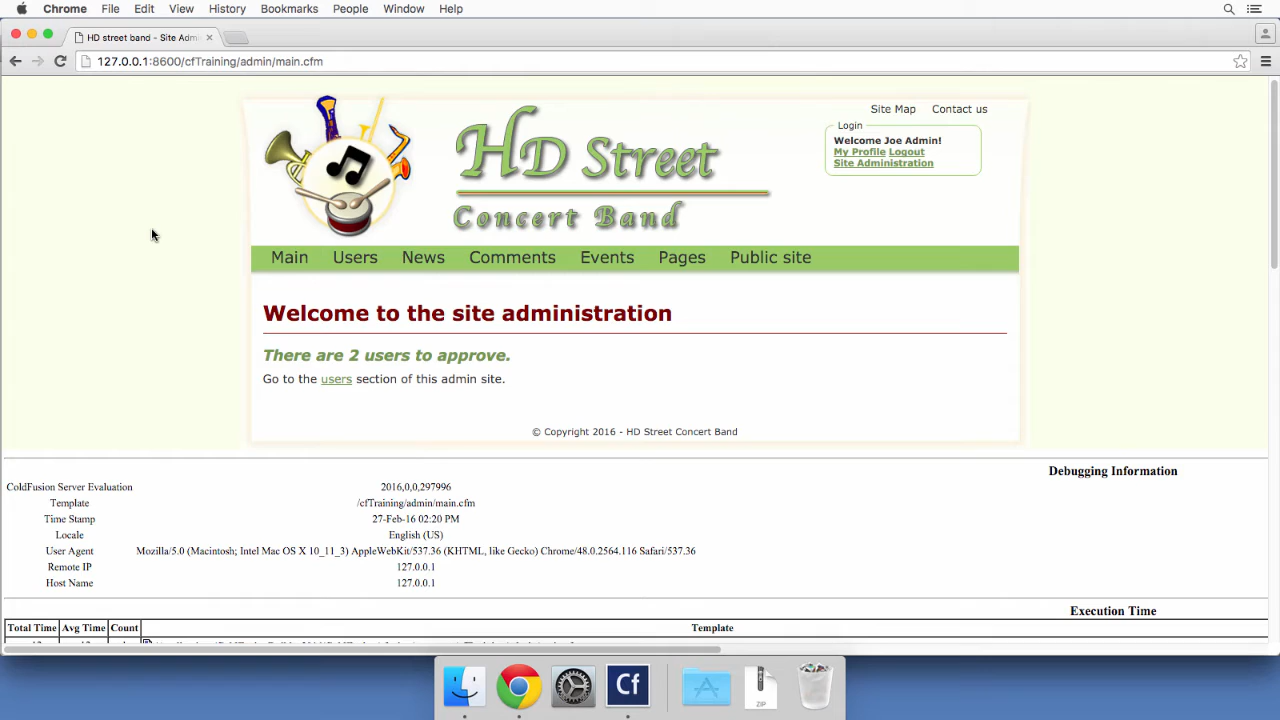 Chrome File Edit View History Bookmarks People Window Help
HD street band - Site Admi
127.0.0.1:8600/cfTraining/admin/main.cfm
Site Map Contact us
Login
Welcome Joe Admin!
My Profile Logout
Site Administration
HD Street
Concert Band
Main Users News Comments Events Pages Public site
Welcome to the site administration
There are 2 users to approve.
Go to the users section of this admin site.
© Copyright 2016 - HD Street Concert Band
Debugging Information
ColdFusion Server Evaluation 2016,0,0,297996
Template /cfTraining/admin/main.cfm
Time Stamp 27-Feb-16 02:20 PM
Locale English (US)
User Agent Mozilla/5.0 (Macintosh; Intel Mac OS X 10_11_3) AppleWebKit/537.36 (KHTML, like Gecko) Chrome/48.0.2564.116 Safari/537.36
Remote IP 127.0.0.1
Host Name 127.0.0.1
Execution Time
Total Time Avg Time Count Template
Cf
ZIP